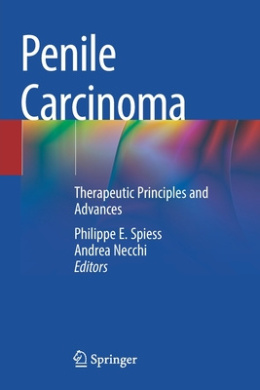 Penile
Carcinoma
Therapeutic Principles and
Advances
Philippe E. Spiess
Andrea Necchi
Editors
Springer